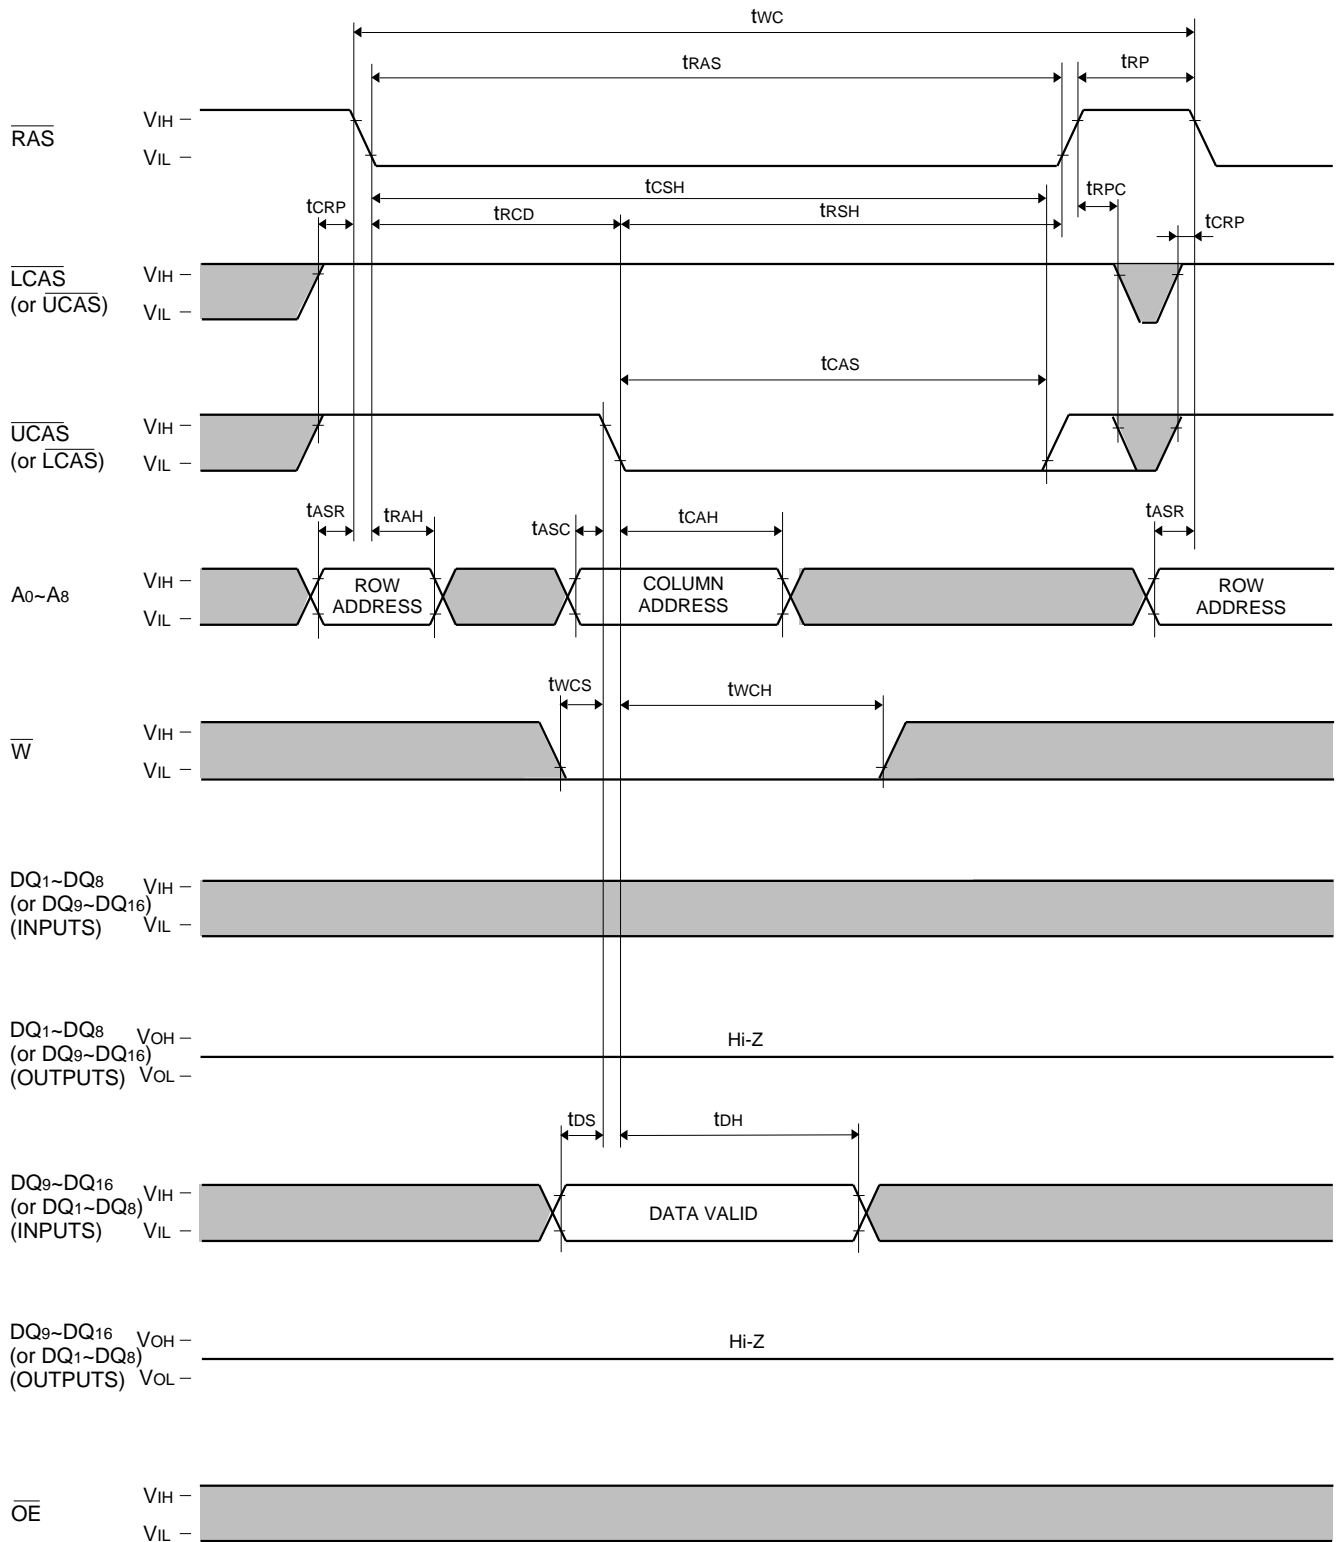 tWC
tRAS
tRP
RAS
VIH –
VIL –
tCSH
tRPC
tCRP
tRCD
tRSH
tCRP
LCAS
(or UCAS)
VIH –
VIL –
tCAS
UCAS
(or LCAS)
VIH –
VIL –
tASR
tRAH
tASC
tCAH
tASR
A0~A8
VIH –
VIL –
ROW
ADDRESS
COLUMN
ADDRESS
ROW
ADDRESS
tWCS
tWCH
W
VIH –
VIL –
DQ1~DQ8
(or DQ9~DQ16)
(INPUTS)
VIH –
VIL –
DQ1~DQ8
(or DQ9~DQ16)
(OUTPUTS)
VOH –
VOL –
Hi-Z
tDS
tDH
DQ9~DQ16
(or DQ1~DQ8)
(INPUTS)
VIH –
VIL –
DATA VALID
DQ9~DQ16
(or DQ1~DQ8)
(OUTPUTS)
VOH –
VOL –
Hi-Z
OE
VIH –
VIL –